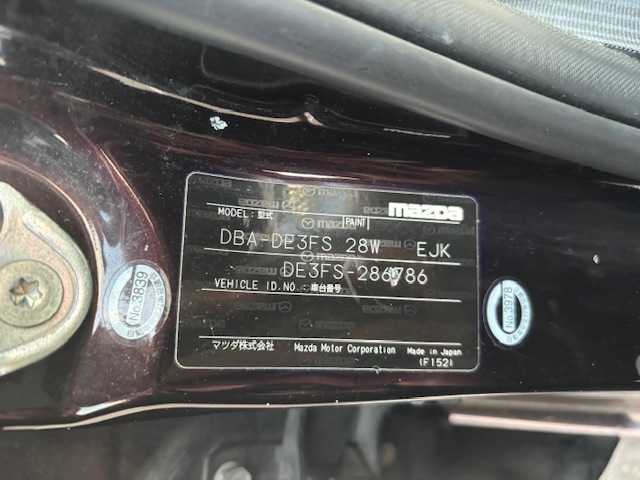 mazda
MODEL: 型式
PAINT
DBA-DE3FS 28W EJK
VEHICLE ID.NO.: 車台番号
マツダ株式会社 Mazda Motor Corporation Made in Japan
(F152)
No.3839
No.3978